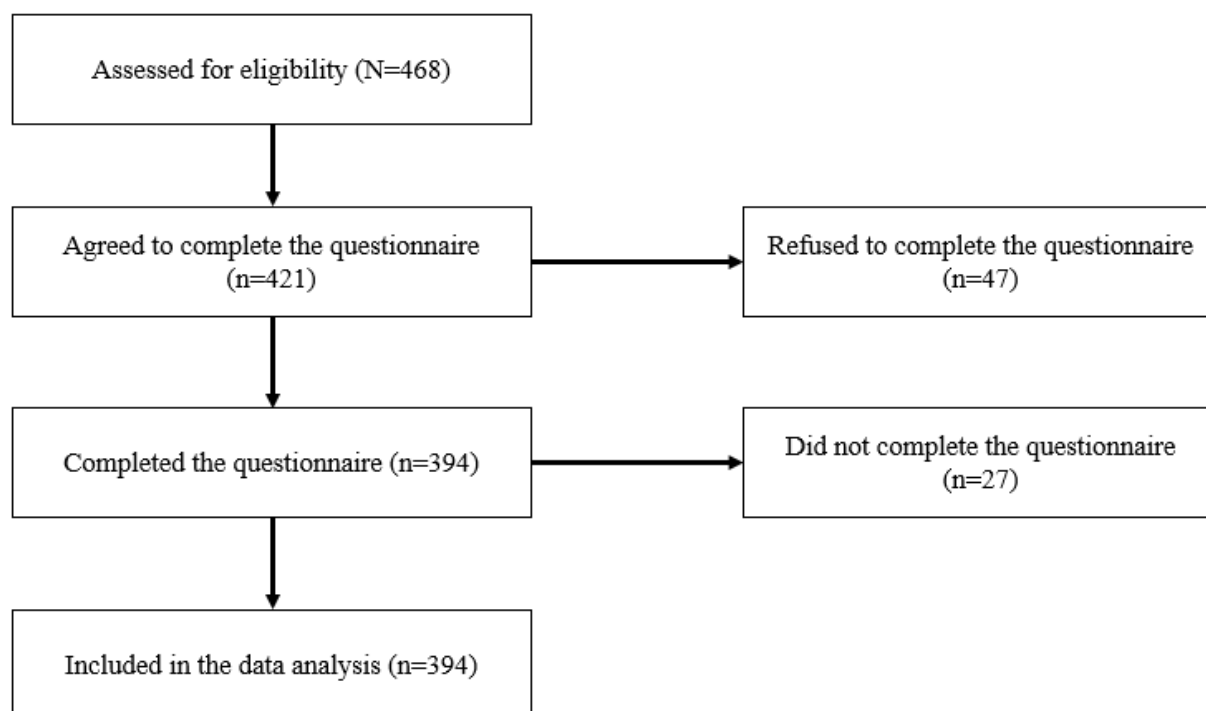 Assessed for eligibility (N=468)
Agreed to complete the questionnaire
(n=421)
Refused to complete the questionnaire
(n=47)
Completed the questionnaire (n=394)
Did not complete the questionnaire
(n=27)
Included in the data analysis (n=394)